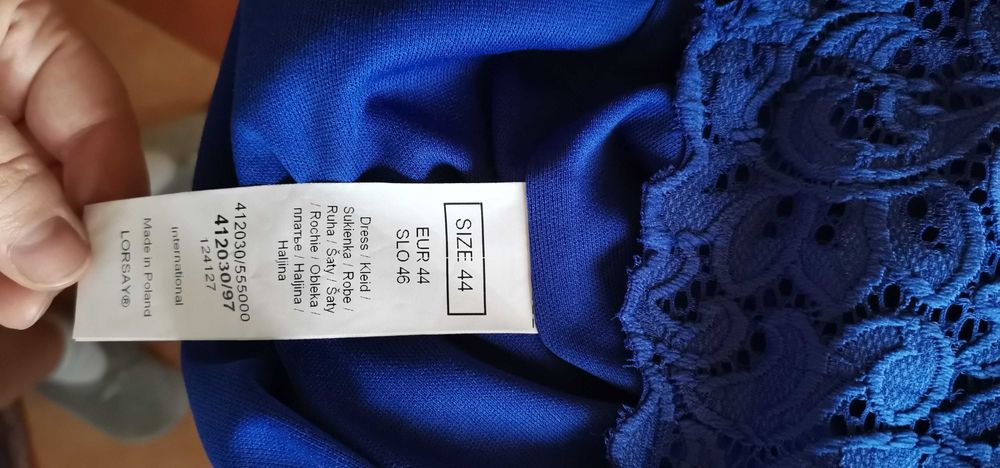 SIZE 44
EUR 44
SLO 46
Dress / Kleid /
Sukienka / Robe /
Ruha / Šaty / Šaty
/ Rochie / Obleka /
платье / Haljina /
Haljina
412030/555000
412030/97
124127
International
Made in Poland
LORSAY®